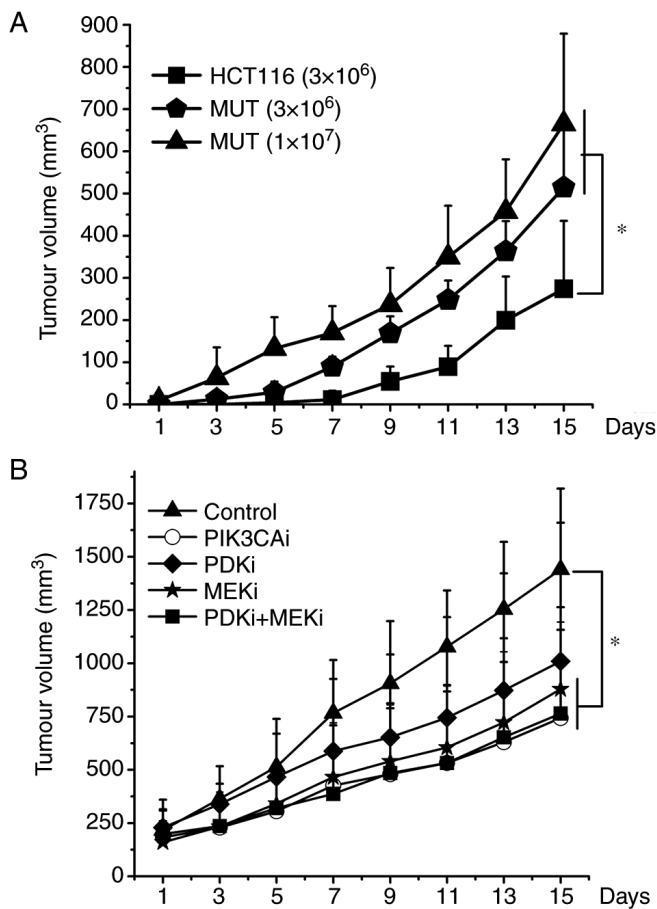 A
900
800
700
600
500
400
300
200
100
0
Tumour volume (mm³)
HCT116 (3×10⁶)
MUT (3×10⁶)
MUT (1×10⁷)
*
1 3 5 7 9 11 13 15 Days
B
1750
1500
1250
1000
750
500
250
0
Tumour volume (mm³)
Control
PIK3CAi
PDKi
MEKi
PDKi+MEKi
*
1 3 5 7 9 11 13 15 Days